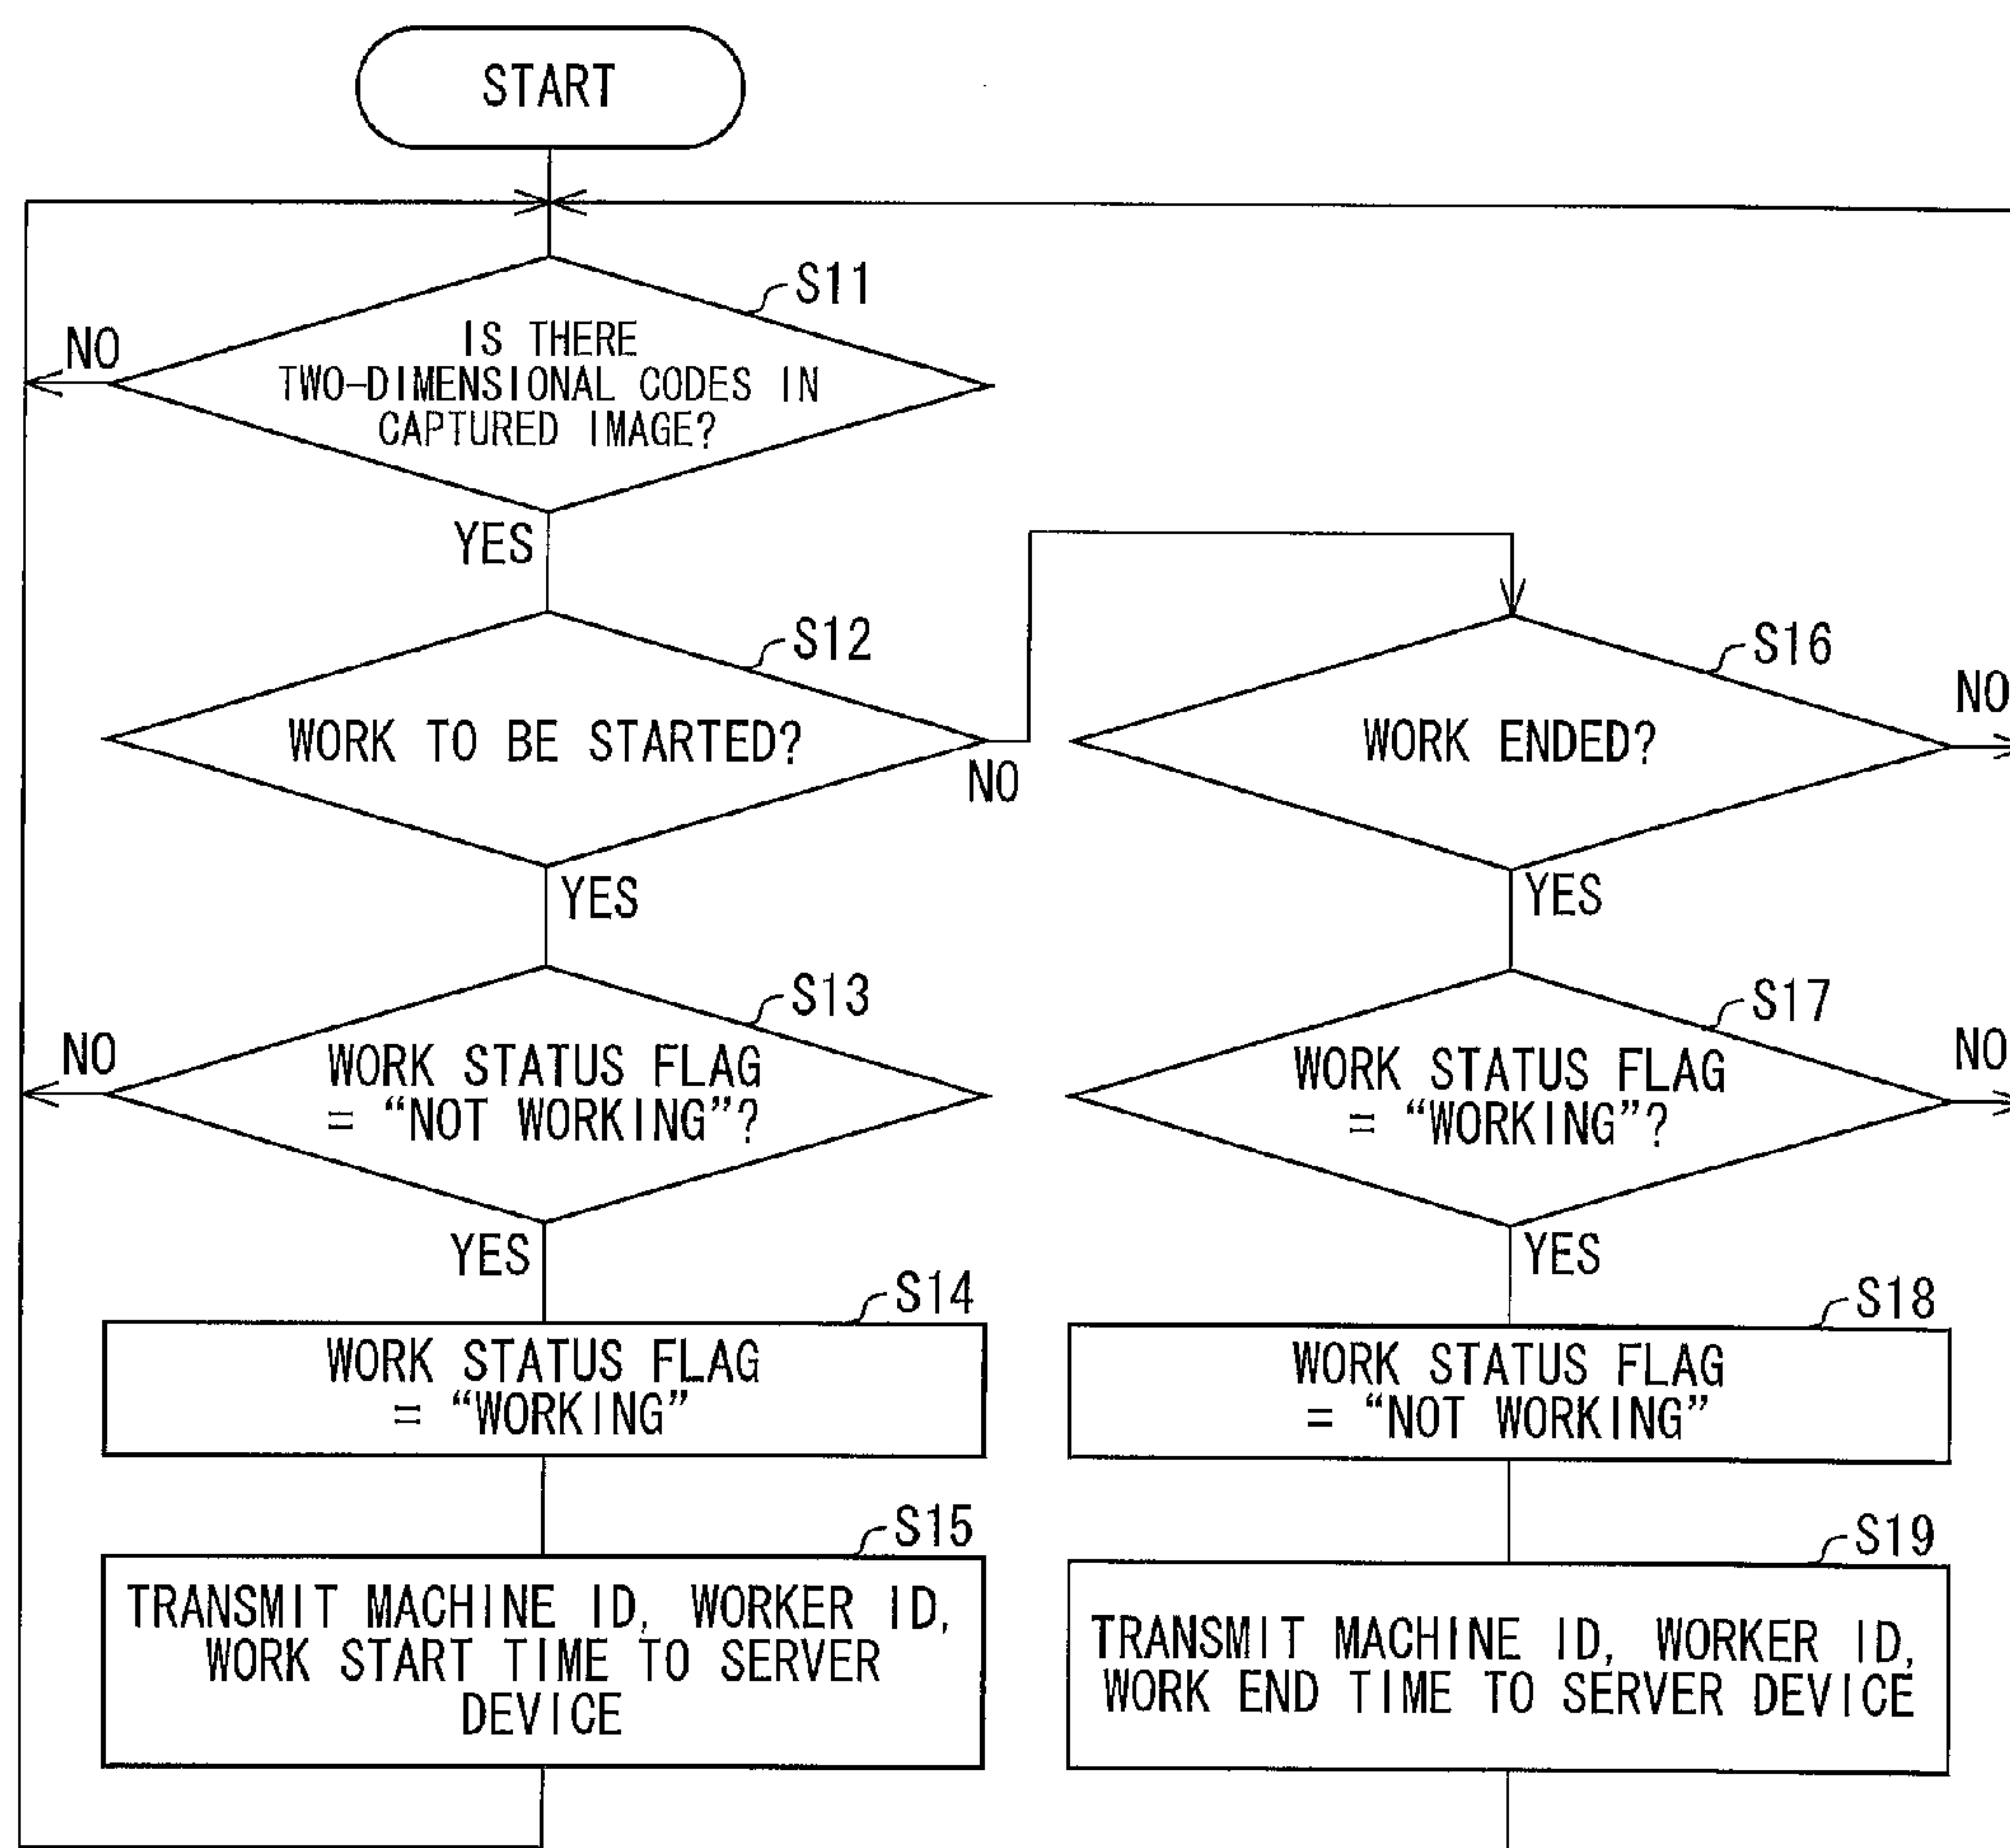 START
S11
NO
IS THERE
TWO-DIMENSIONAL CODES IN
CAPTURED IMAGE?
YES
S12
WORK TO BE STARTED?
NO
YES
S13
NO
WORK STATUS FLAG
= “NOT WORKING”?
YES
S14
WORK STATUS FLAG
= “WORKING”
S15
TRANSMIT MACHINE ID, WORKER ID,
WORK START TIME TO SERVER
DEVICE
S16
NO
WORK ENDED?
YES
S17
NO
WORK STATUS FLAG
= “WORKING”?
YES
S18
WORK STATUS FLAG
= “NOT WORKING”
S19
TRANSMIT MACHINE ID, WORKER ID,
WORK END TIME TO SERVER DEVICE